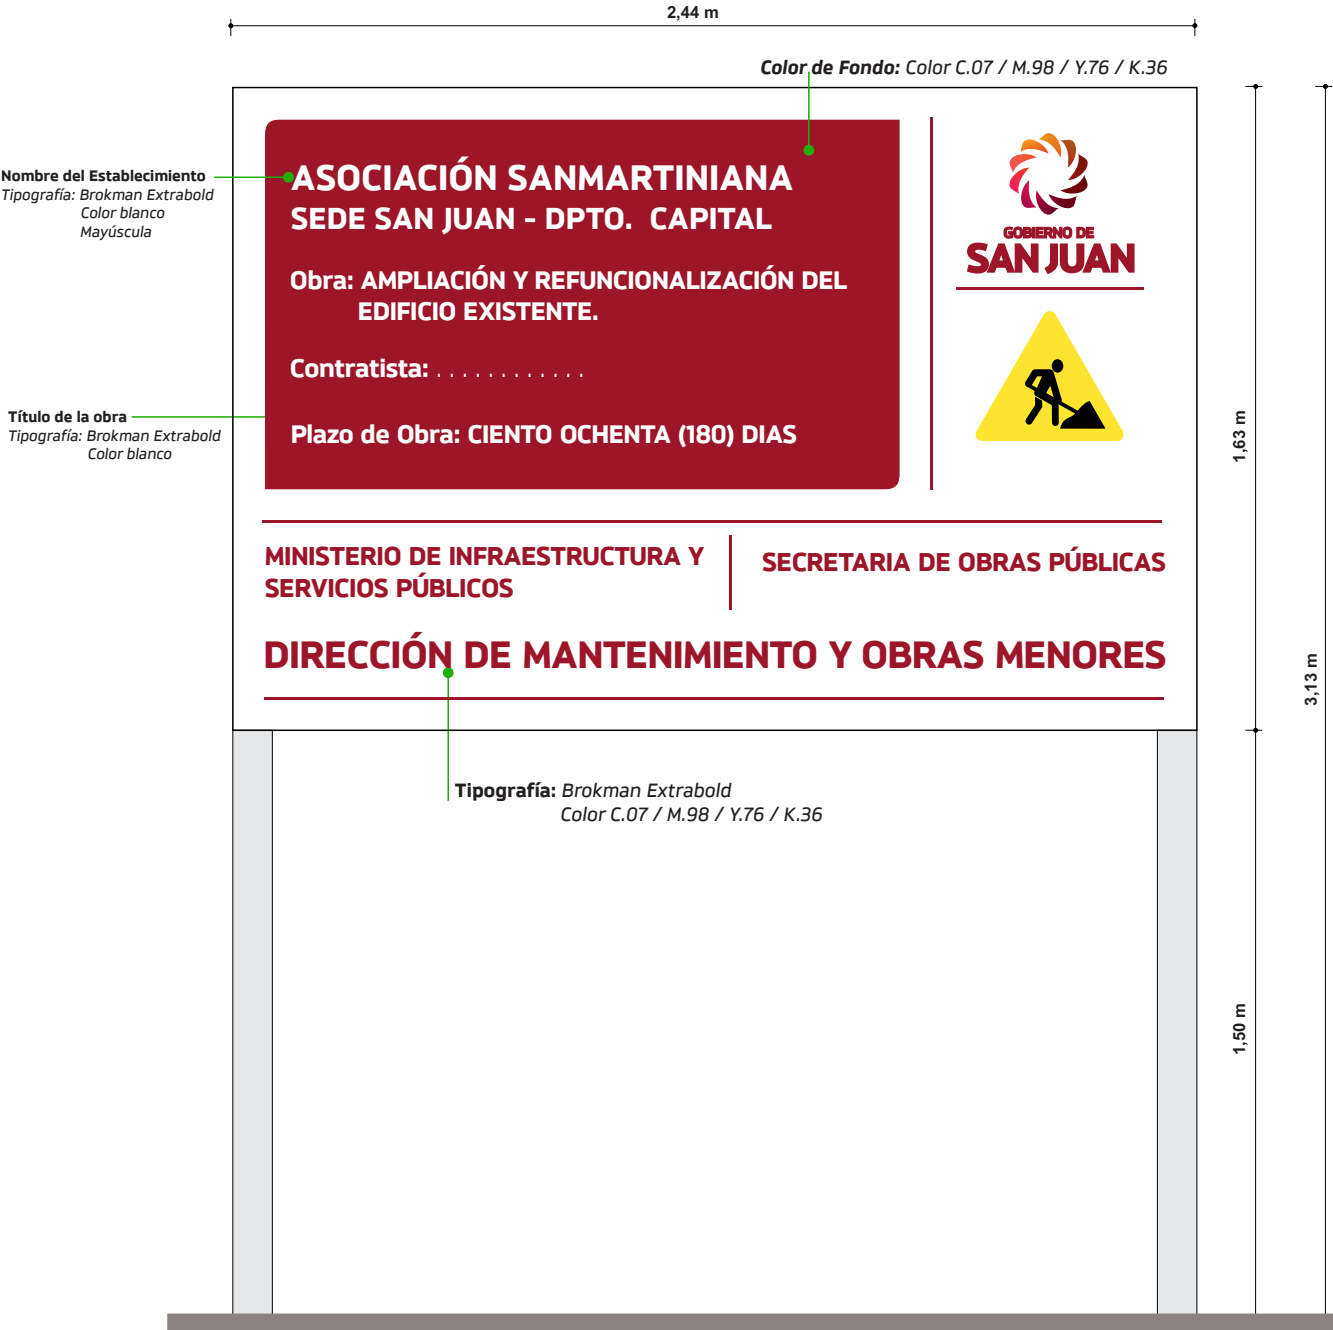 2,44 m
Color de Fondo: Color C.07 / M.98 / Y.76 / K.36
Nombre del Establecimiento
Tipografía: Brokman Extrabold
Color blanco
Mayúscula
ASOCIACIÓN SANMARTINIANA
SEDE SAN JUAN - DPTO. CAPITAL
Obra: AMPLIACIÓN Y REFUNCIONALIZACIÓN DEL
EDIFICIO EXISTENTE.
Contratista: . . . . . . . . . . . .
Plazo de Obra: CIENTO OCHENTA (180) DIAS
GOBIERNO DE
SAN JUAN
Título de la obra
Tipografía: Brokman Extrabold
Color blanco
MINISTERIO DE INFRAESTRUCTURA Y
SERVICIOS PÚBLICOS
SECRETARIA DE OBRAS PÚBLICAS
DIRECCIÓN DE MANTENIMIENTO Y OBRAS MENORES
Tipografía: Brokman Extrabold
Color C.07 / M.98 / Y.76 / K.36
1,63 m
3,13 m
1,50 m